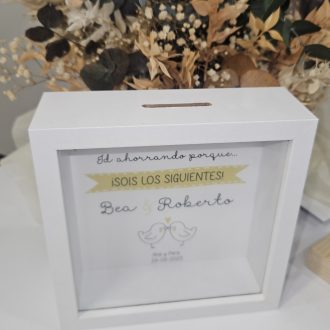 Id ahorrando porque...
¡SOIS LOS SIGUIENTES!
Bea & Roberto